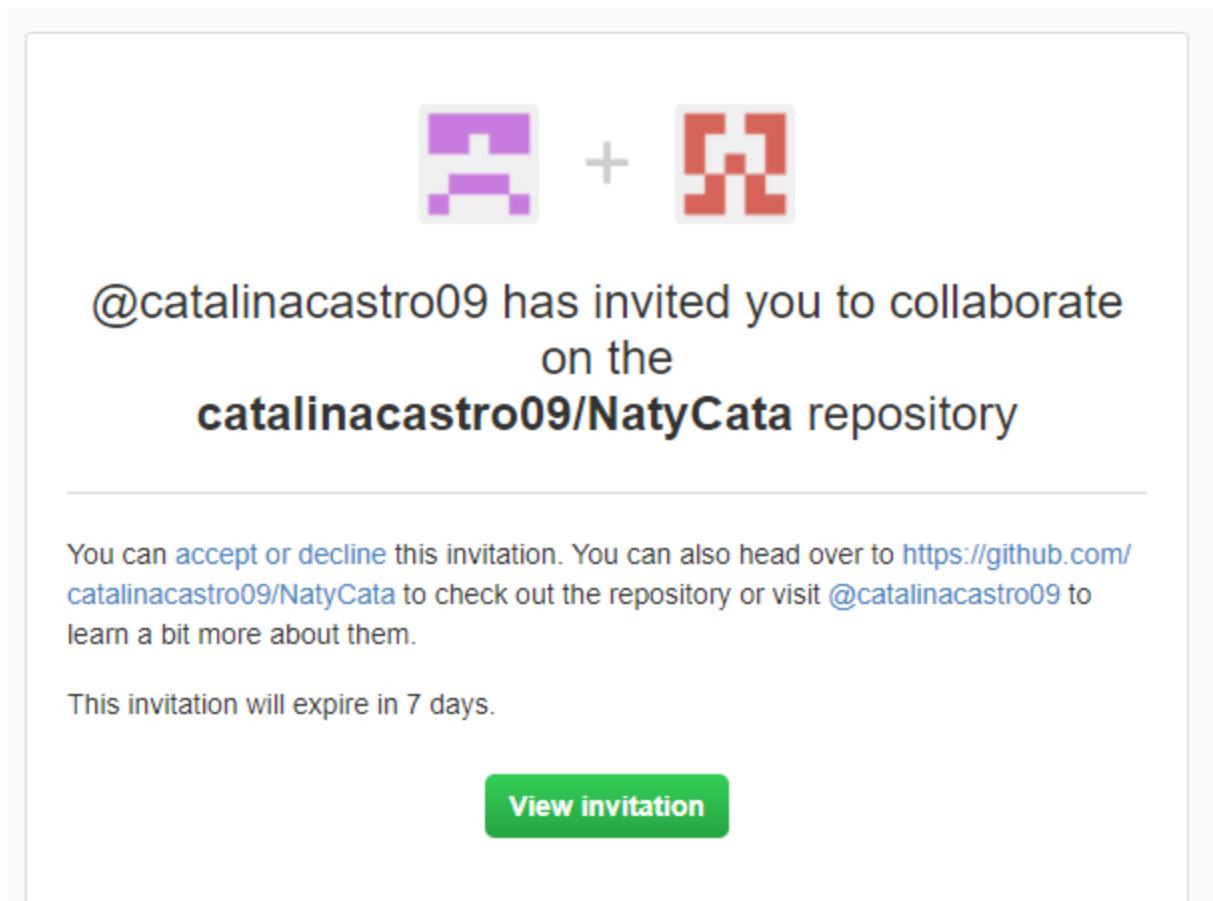 @catalinacastro09 has invited you to collaborate
on the
catalinacastro09/NatyCata repository
You can accept or decline this invitation. You can also head over to https://github.com/
catalinacastro09/NatyCata to check out the repository or visit @catalinacastro09 to
learn a bit more about them.
This invitation will expire in 7 days.
View invitation